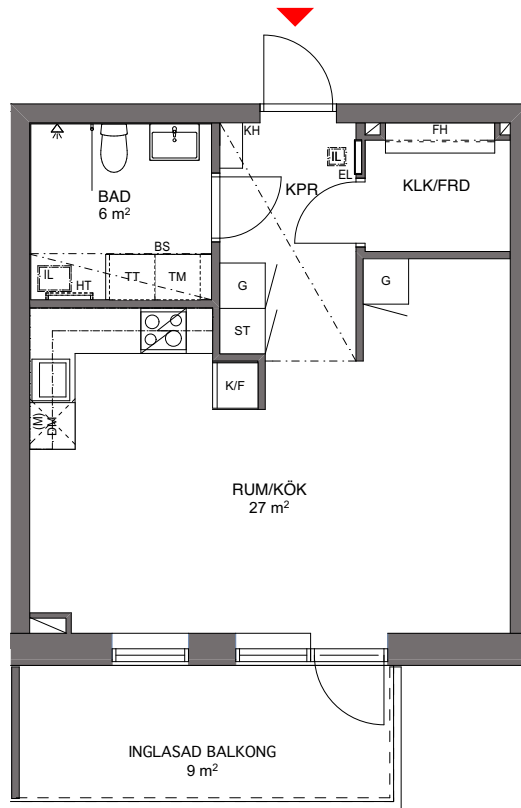 KH
IL
EL
FH
KPR
KLK/FRD
BAD
6 m²
BS
IL
HT
TT
TM
G
G
ST
K/F
(M)
DM
RUM/KÖK
27 m²
INGLASAD BALKONG
9 m²